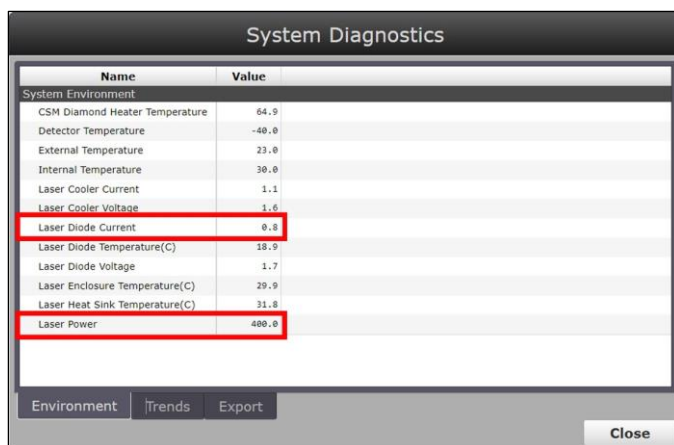 System Diagnostics
Name Value
System Environment
CSM Diamond Heater Temperature 64.9
Detector Temperature -40.0
External Temperature 23.0
Internal Temperature 30.0
Laser Cooler Current 1.1
Laser Cooler Voltage 1.6
Laser Diode Current 0.8
Laser Diode Temperature(C) 18.9
Laser Diode Voltage 1.7
Laser Enclosure Temperature(C) 29.9
Laser Heat Sink Temperature(C) 31.8
Laser Power 400.0
Environment Trends Export
Close